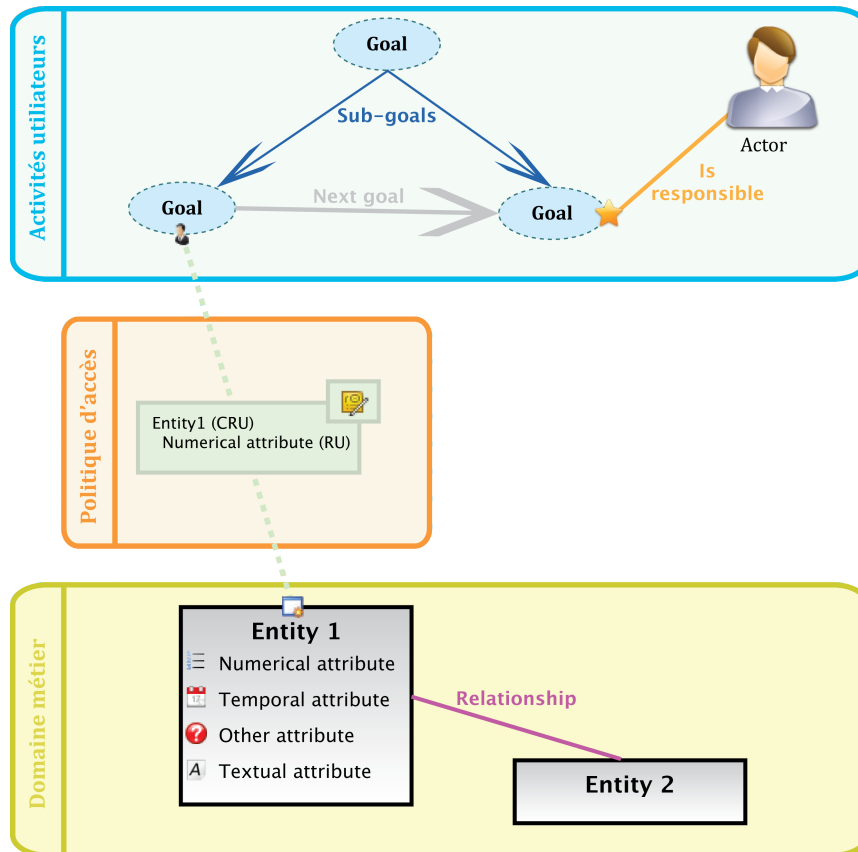 Activités utiliateurs
Goal
Sub-goals
Actor
Is
responsible
Next goal
Goal
Goal
Politique d'accès
Entity1 (CRU)
Numerical attribute (RU)
Domaine métier
Entity 1
Numerical attribute
Temporal attribute
Other attribute
Textual attribute
Relationship
Entity 2